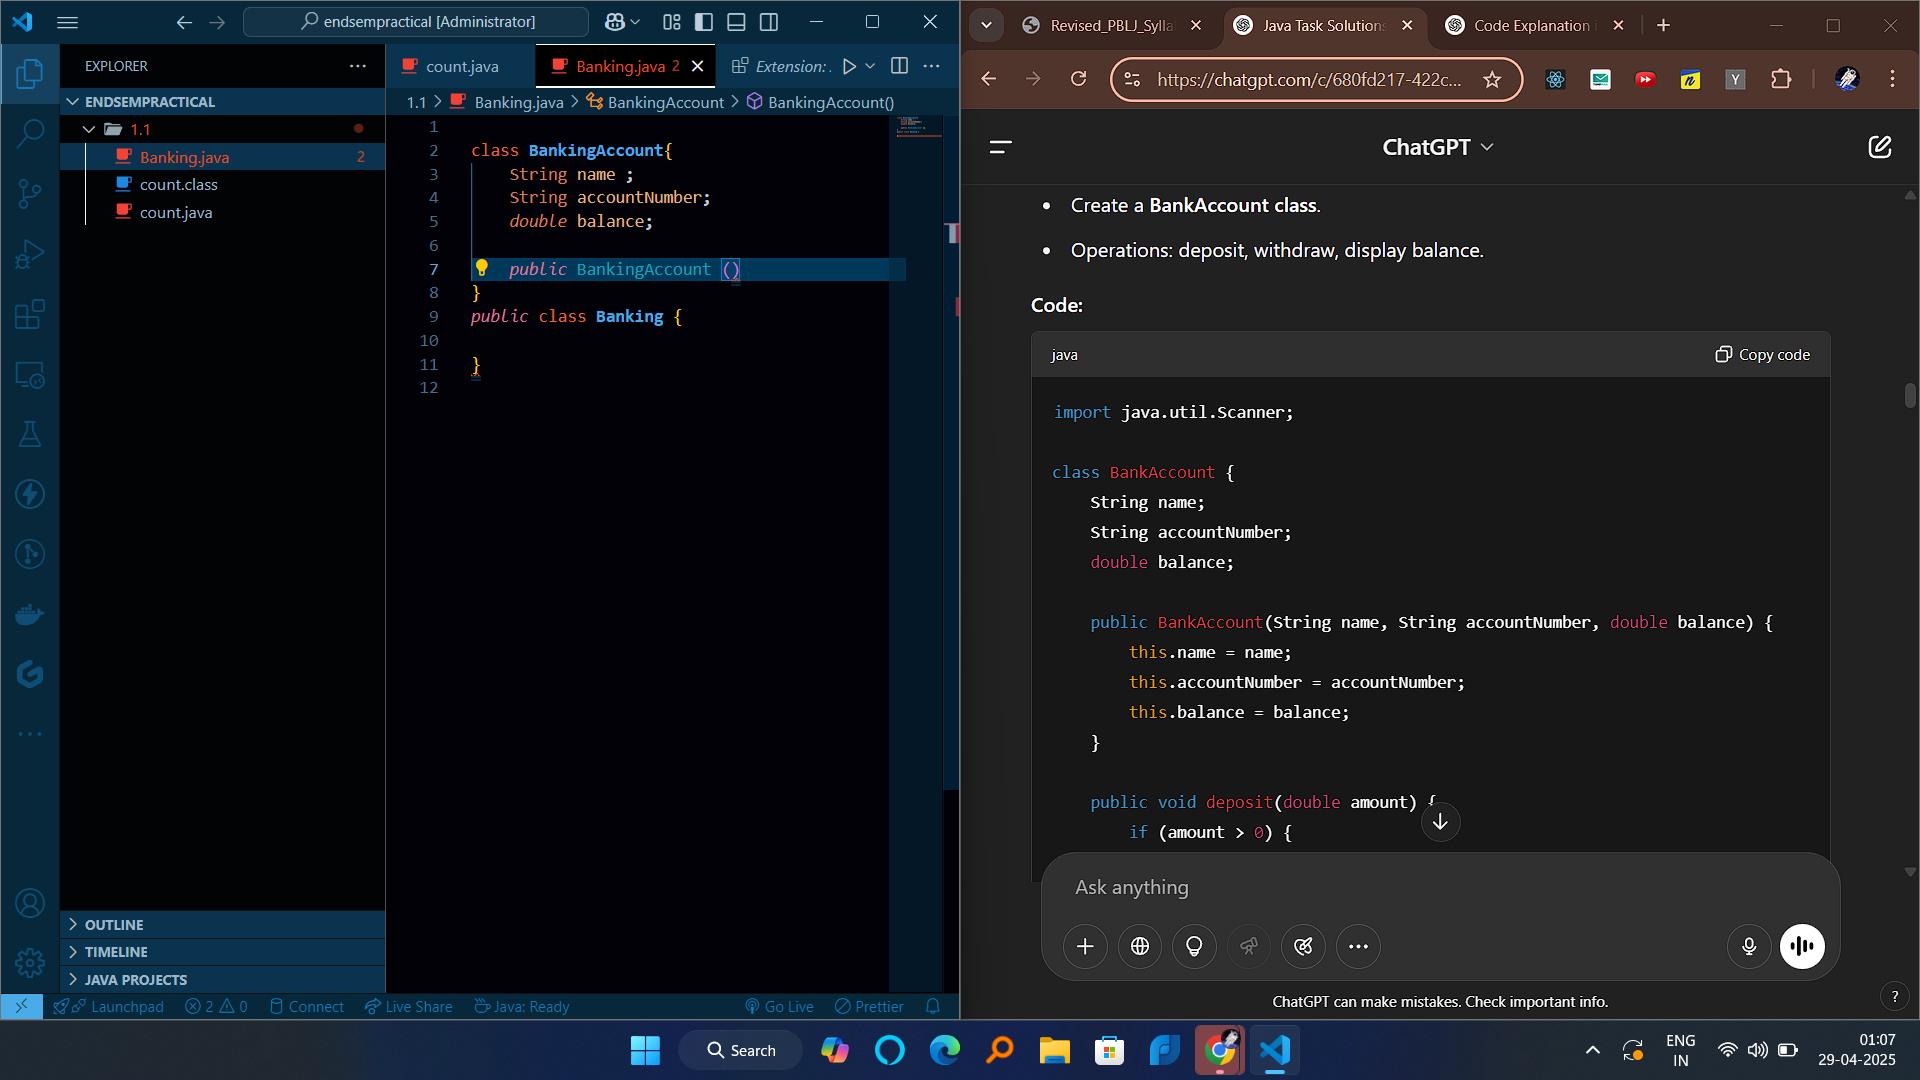 endsempractical [Administrator]
EXPLORER
ENDSEMPRACTICAL
1.1
Banking.java 2
count.class
count.java
OUTLINE
TIMELINE
JAVA PROJECTS
count.java
Banking.java 2
Extension:
1.1 > Banking.java > BankingAccount > BankingAccount()
1
2 class BankingAccount{
3 String name ;
4 String accountNumber;
5 double balance;
6
7 public BankingAccount ()
8 }
9 public class Banking {
10
11 }
12
Launchpad
2
0
Connect
Live Share
Java: Ready
Go Live
Prettier
Revised_PBLJ_Sylla
Java Task Solutions
Code Explanation
https://chatgpt.com/c/680fd217-422c...
ChatGPT
• Create a BankAccount class.
• Operations: deposit, withdraw, display balance.
Code:
java
Copy code
import java.util.Scanner;
class BankAccount {
String name;
String accountNumber;
double balance;
public BankAccount(String name, String accountNumber, double balance) {
this.name = name;
this.accountNumber = accountNumber;
this.balance = balance;
}
public void deposit(double amount) {
if (amount > 0) {
Ask anything
ChatGPT can make mistakes. Check important info.
?
Search
ENG
IN
01:07
29-04-2025